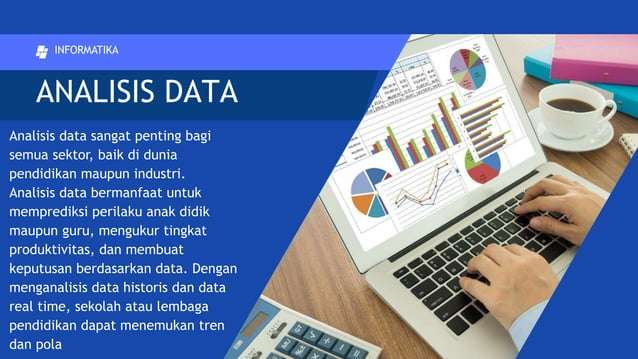 INFORMATIKA
ANALISIS DATA
Analisis data sangat penting bagi
semua sektor, baik di dunia
pendidikan maupun industri.
Analisis data bermanfaat untuk
memprediksi perilaku anak didik
maupun guru, mengukur tingkat
produktivitas, dan membuat
keputusan berdasarkan data. Dengan
menganalisis data historis dan data
real time, sekolah atau lembaga
pendidikan dapat menemukan tren
dan pola